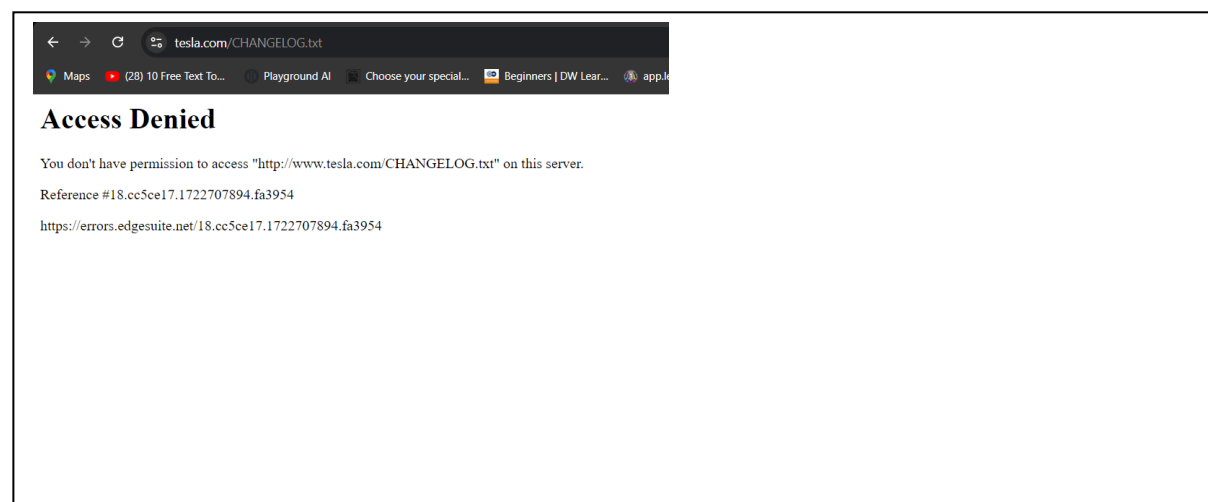 tesla.com/CHANGELOG.txt
Maps (28) 10 Free Text To... Playground AI Choose your special... Beginners | DW Lear... app.le
Access Denied
You don't have permission to access "http://www.tesla.com/CHANGELOG.txt" on this server.
Reference #18.cc5ce17.1722707894.fa3954
https://errors.edgesuite.net/18.cc5ce17.1722707894.fa3954